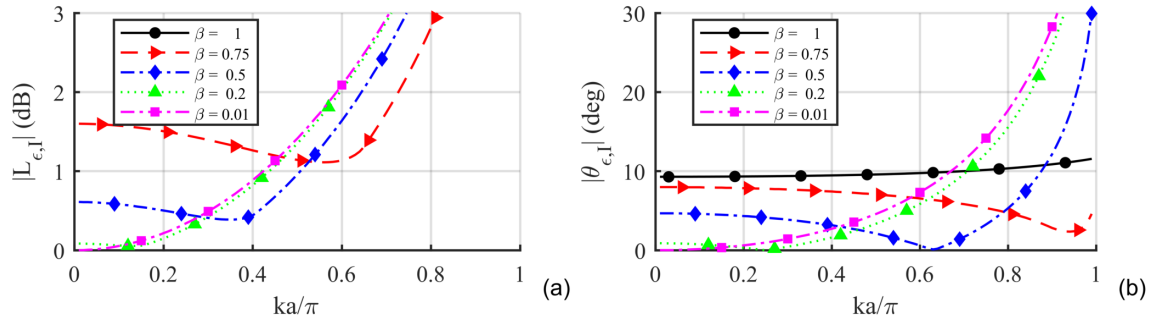 |L_{ϵ,I}| (dB)
3
2
1
0
β = 1
β = 0.75
β = 0.5
β = 0.2
β = 0.01
0 0.2 0.4 0.6 0.8 1
ka/π
(a)
|θ_{ϵ,I}| (deg)
30
20
10
0
β = 1
β = 0.75
β = 0.5
β = 0.2
β = 0.01
0 0.2 0.4 0.6 0.8 1
ka/π
(b)